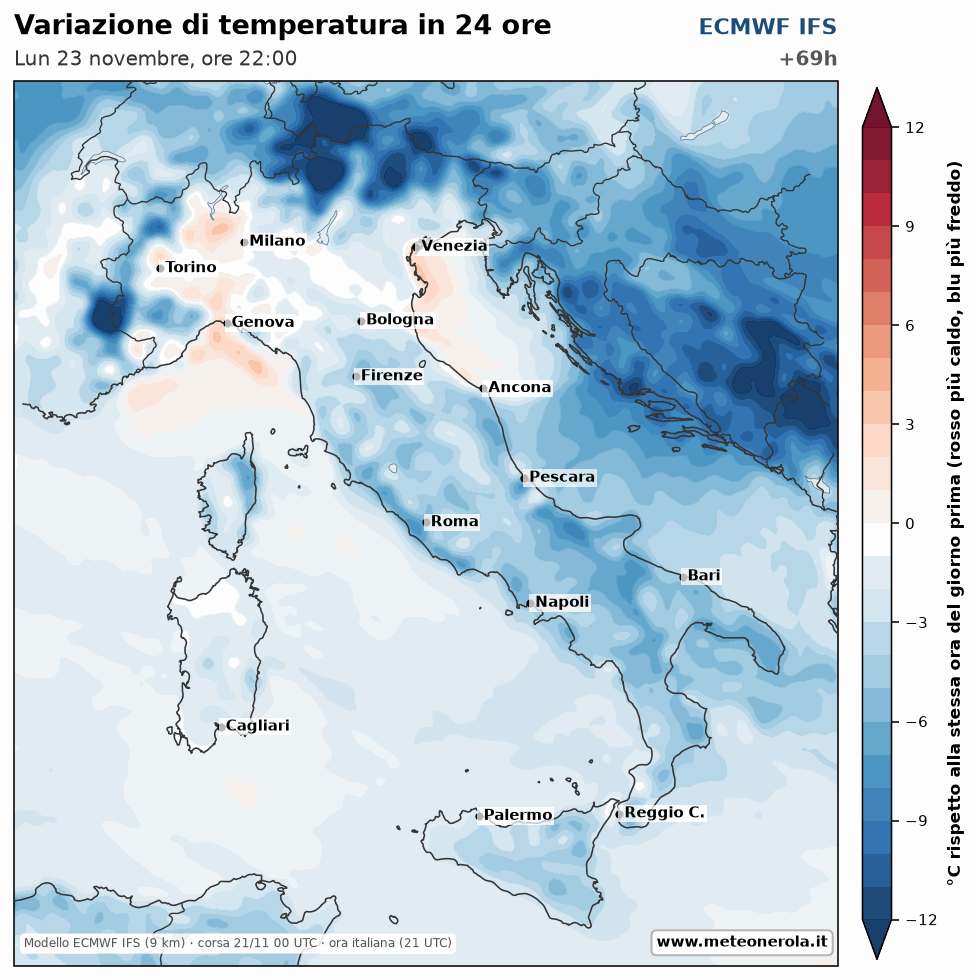 Variazione di temperatura in 24 ore
ECMWF IFS
Lun 23 novembre, ore 22:00
+69h
Milano
Venezia
Torino
Genova
Bologna
Firenze
Ancona
Pescara
Roma
Bari
Napoli
Cagliari
Palermo
Reggio C.
12
9
6
3
0
−3
−6
−9
−12
°C rispetto alla stessa ora del giorno prima (rosso più caldo, blu più freddo)
Modello ECMWF IFS (9 km) · corsa 21/11 00 UTC · ora italiana (21 UTC)
www.meteonerola.it